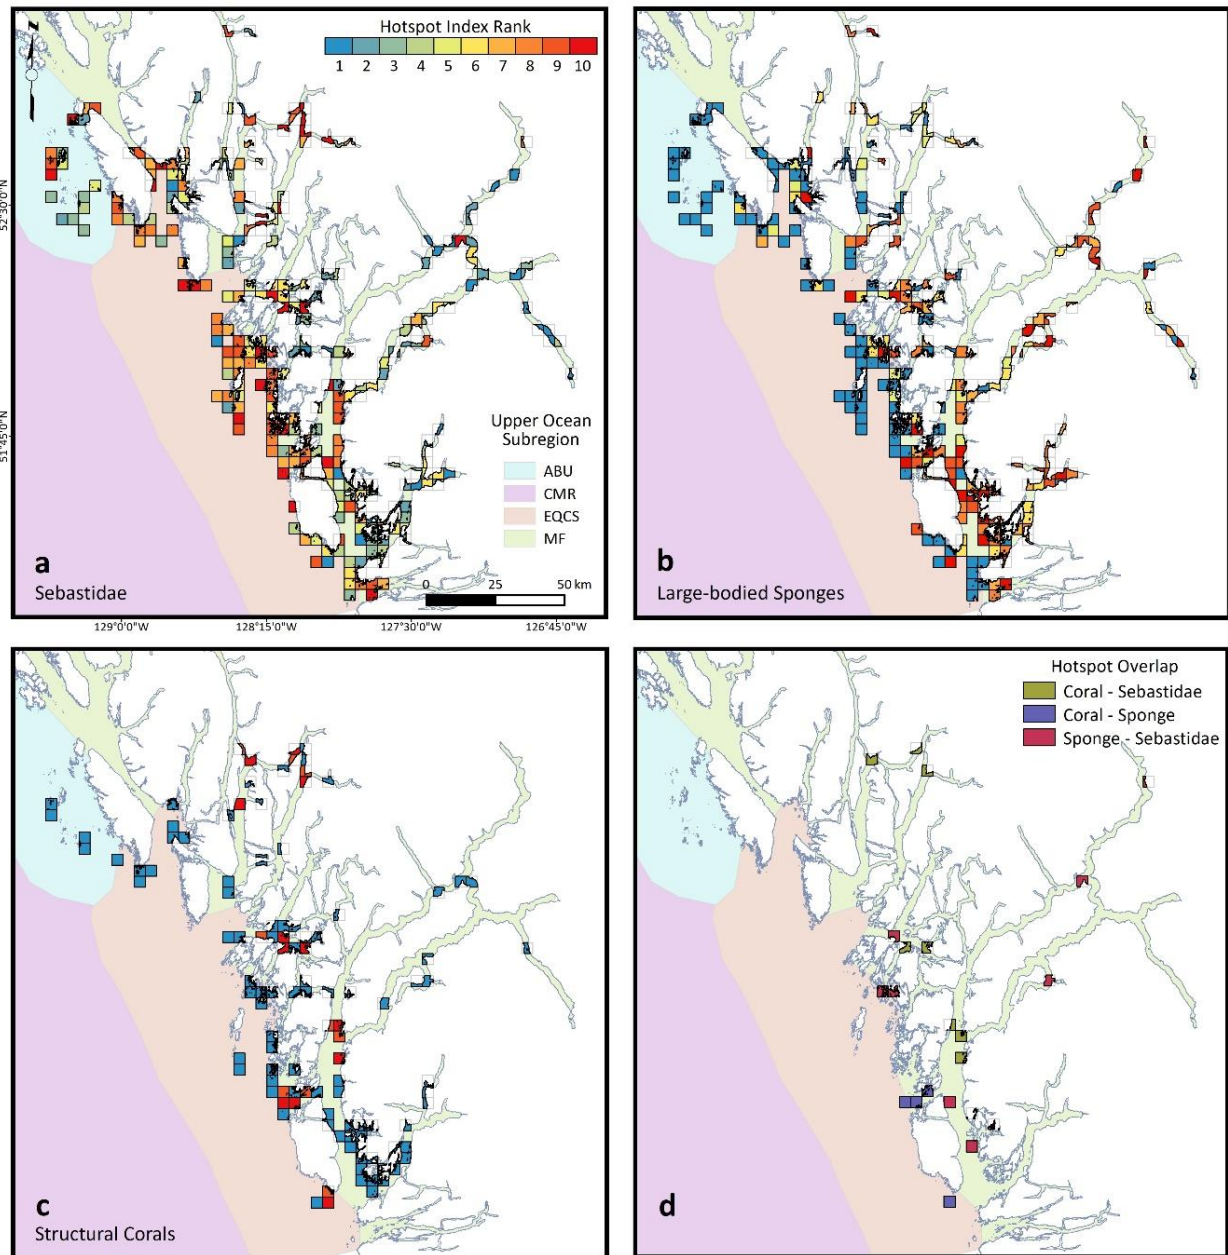 N
Hotspot Index Rank
1 2 3 4 5 6 7 8 9 10
52°30'0"N
51°45'0"N
Upper Ocean
Subregion
ABU
CMR
EQCS
MF
a
Sebastidae
0 25 50 km
129°0'0"W 128°15'0"W 127°30'0"W 126°45'0"W
b
Large-bodied Sponges
c
Structural Corals
Hotspot Overlap
Coral - Sebastidae
Coral - Sponge
Sponge - Sebastidae
d